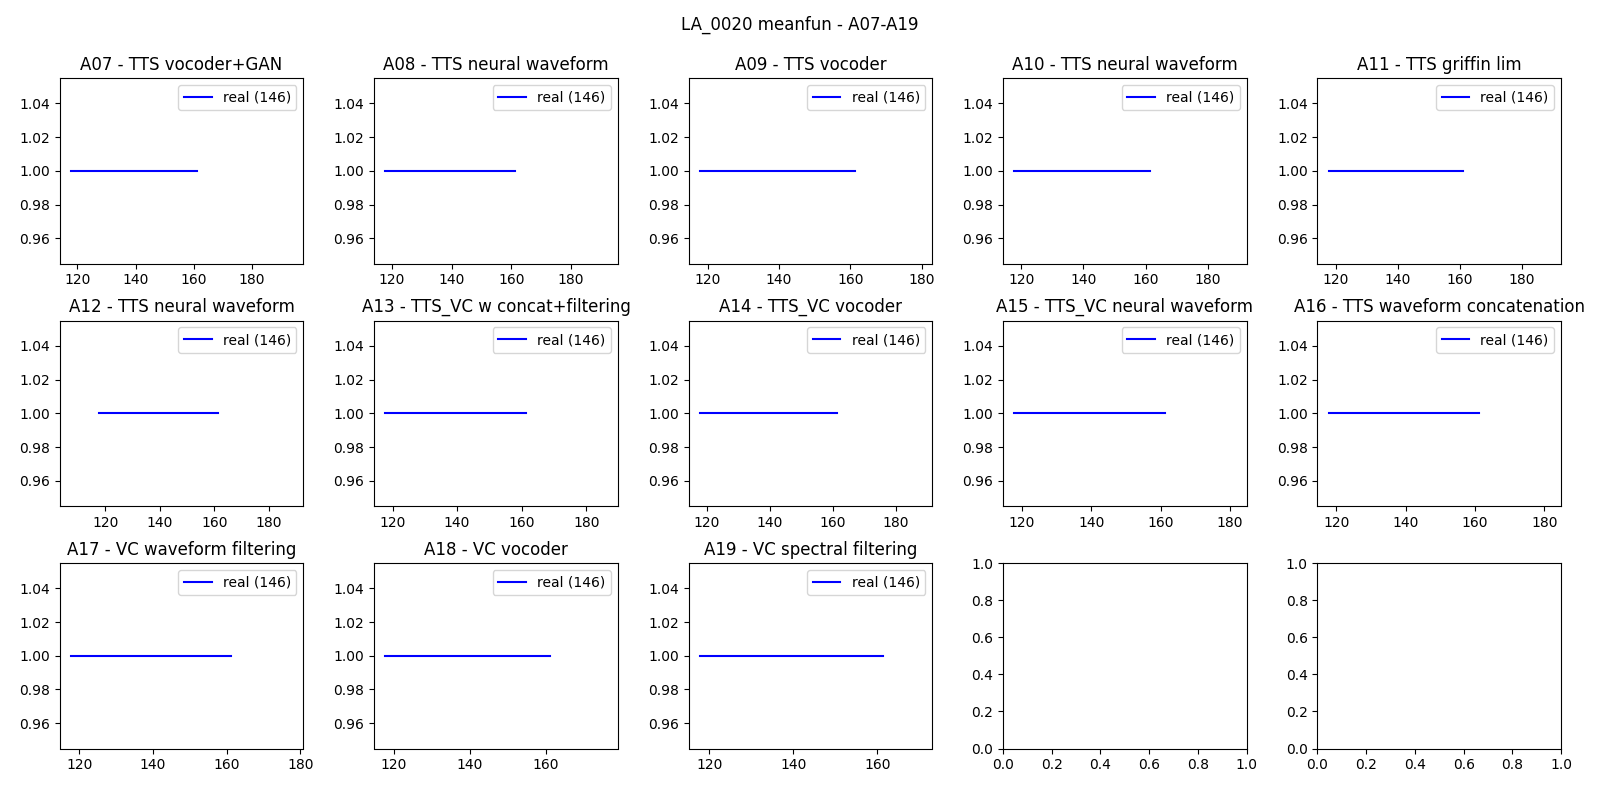 LA_0020 meanfun - A07-A19
A07 - TTS vocoder+GAN
real (146)
1.04
1.02
1.00
0.98
0.96
120 140 160 180
A08 - TTS neural waveform
real (146)
1.04
1.02
1.00
0.98
0.96
120 140 160 180
A09 - TTS vocoder
real (146)
1.04
1.02
1.00
0.98
0.96
120 140 160 180
A10 - TTS neural waveform
real (146)
1.04
1.02
1.00
0.98
0.96
120 140 160 180
A11 - TTS griffin lim
real (146)
1.04
1.02
1.00
0.98
0.96
120 140 160 180
A12 - TTS neural waveform
real (146)
1.04
1.02
1.00
0.98
0.96
120 140 160 180
A13 - TTS_VC w concat+filtering
real (146)
1.04
1.02
1.00
0.98
0.96
120 140 160 180
A14 - TTS_VC vocoder
real (146)
1.04
1.02
1.00
0.98
0.96
120 140 160 180
A15 - TTS_VC neural waveform
real (146)
1.04
1.02
1.00
0.98
0.96
120 140 160 180
A16 - TTS waveform concatenation
real (146)
1.04
1.02
1.00
0.98
0.96
120 140 160 180
A17 - VC waveform filtering
real (146)
1.04
1.02
1.00
0.98
0.96
120 140 160 180
A18 - VC vocoder
real (146)
1.04
1.02
1.00
0.98
0.96
120 140 160
A19 - VC spectral filtering
real (146)
1.04
1.02
1.00
0.98
0.96
120 140 160
1.0
0.8
0.6
0.4
0.2
0.0
0.0 0.2 0.4 0.6 0.8 1.0
1.0
0.8
0.6
0.4
0.2
0.0
0.0 0.2 0.4 0.6 0.8 1.0